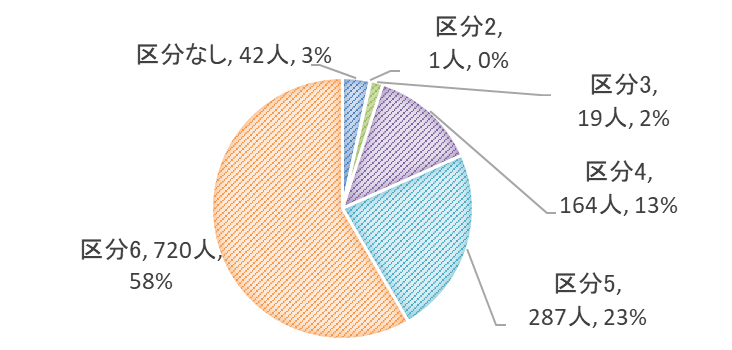 区分なし, 42人, 3%
区分2,
1人, 0%
区分3,
19人, 2%
区分4,
164人, 13%
区分5,
287人, 23%
区分6, 720人,
58%